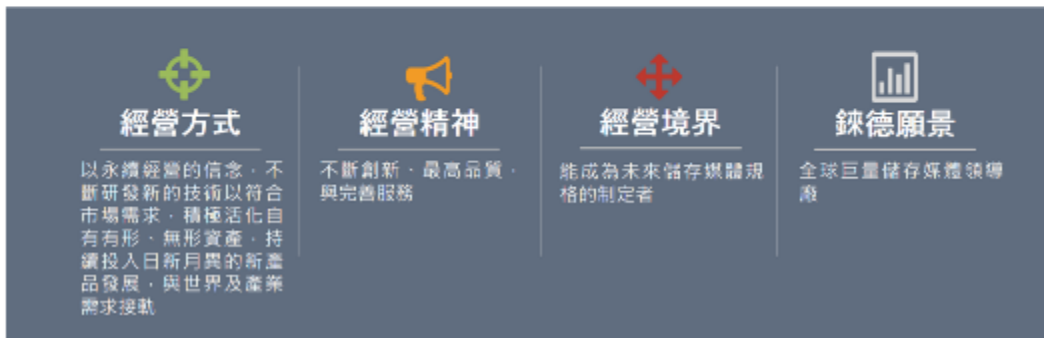 經營方式
以永續經營的信念，不
斷研發新的技術以符合
市場需求，積極活化自
有有形、無形資產，持
續投入日新月異的新產
品發展，與世界及產業
需求接軌
經營精神
不斷創新、最高品質，
與完善服務
經營境界
能成為未來儲存媒體規
格的制定者
錸德願景
全球巨量儲存媒體領導
廠